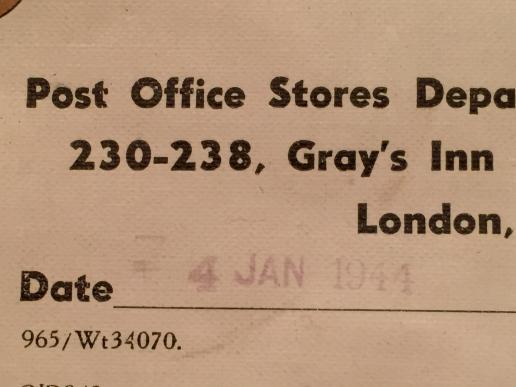 Post Office Stores Depa
230-238, Gray's Inn
London,
Date 4 JAN 1944
965/Wt34070.